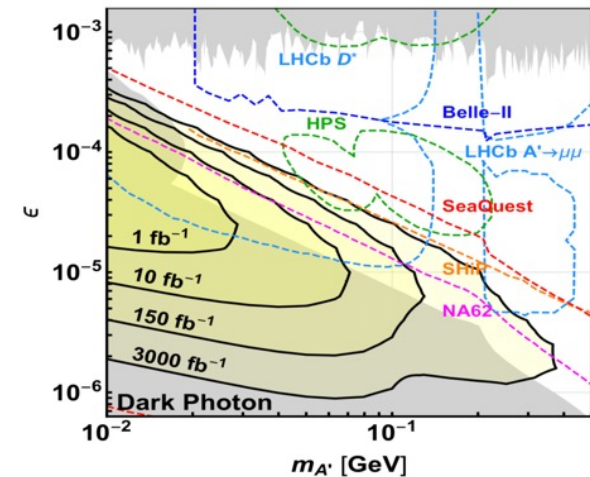 10⁻³
LHCb D*
Belle–II
HPS
10⁻⁴
LHCb A'→μμ
ε
SeaQuest
1 fb⁻¹
SHiP
10⁻⁵
10 fb⁻¹
NA62
150 fb⁻¹
3000 fb⁻¹
10⁻⁶
Dark Photon
10⁻² 10⁻¹
m_A' [GeV]